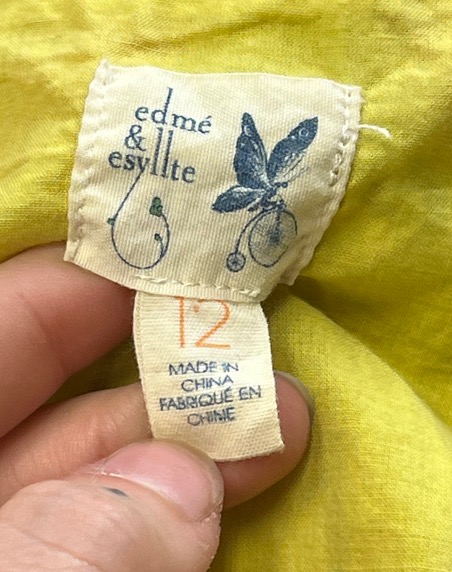 edmé
&
esyllte
12
MADE IN
CHINA
FABRIQUÉ EN
CHINE